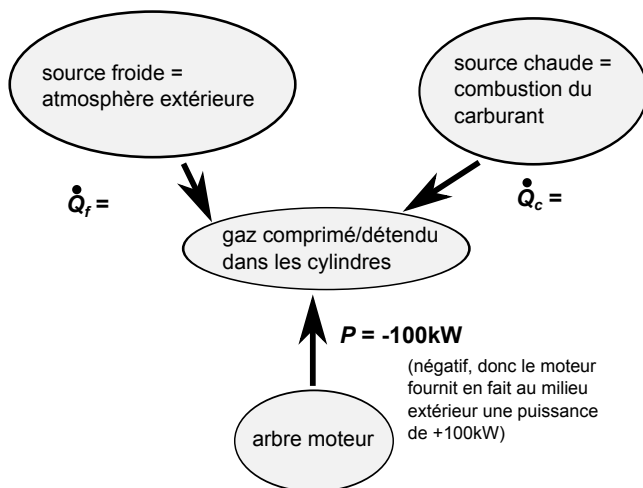 source froide =
atmosphère extérieure
source chaude =
combustion du
carburant
Q̇f =
Q̇c =
gaz comprimé/détendu
dans les cylindres
P = -100kW
(négatif, donc le moteur
fournit en fait au milieu
extérieur une puissance
de +100kW)
arbre moteur